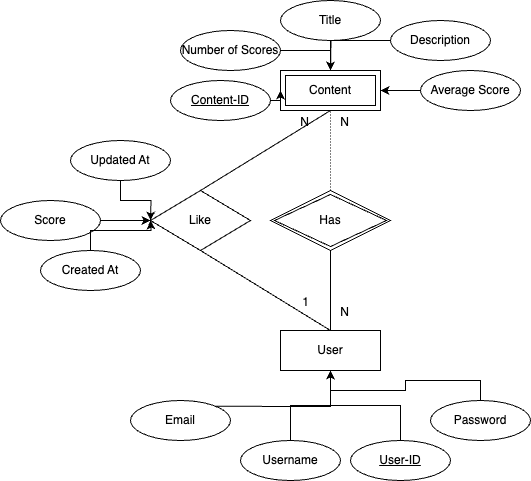 Title
Number of Scores
Description
Content
Content-ID
Average Score
N
N
Updated At
Score
Like
Has
Created At
1
N
User
Email
Password
Username
User-ID